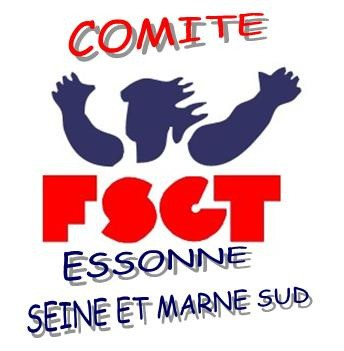 COMITE
FSGT
ESSONNE
SEINE ET MARNE SUD